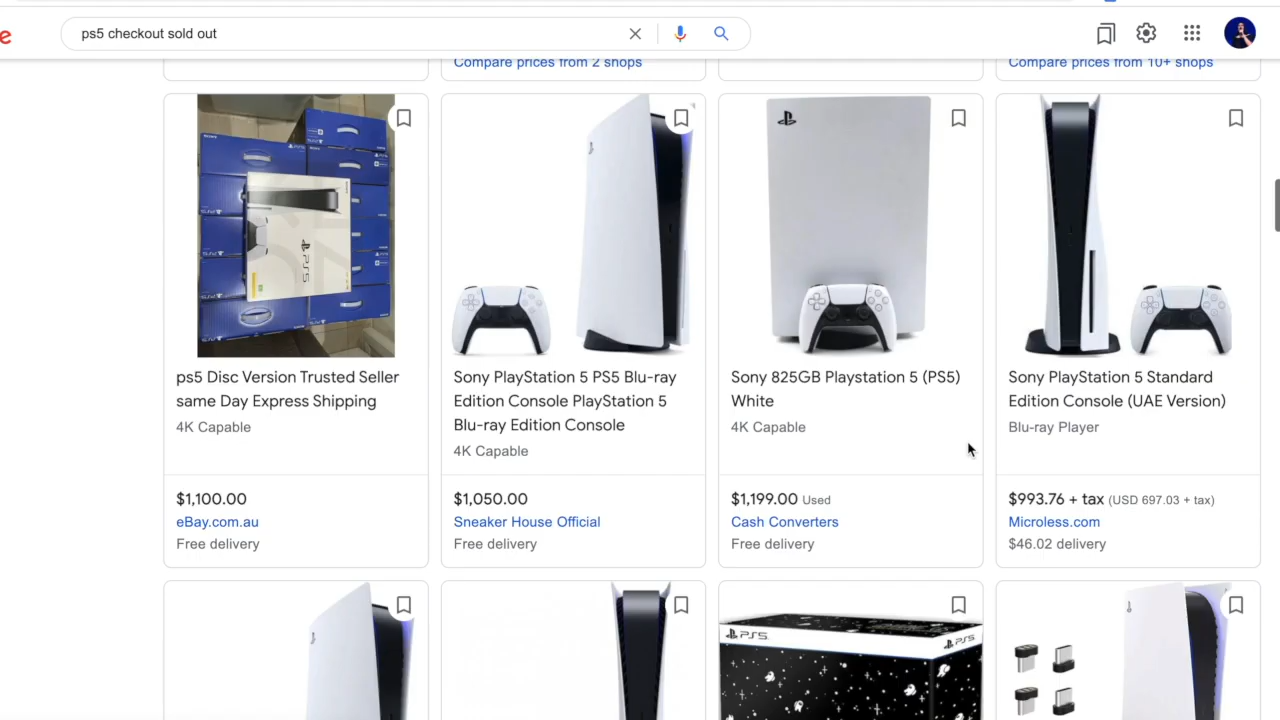 e
ps5 checkout sold out
Compare prices from 2 shops
Compare prices from 10+ shops
PS5
ps5 Disc Version Trusted Seller
same Day Express Shipping
4K Capable
$1,100.00
eBay.com.au
Free delivery
Sony PlayStation 5 PS5 Blu-ray
Edition Console PlayStation 5
Blu-ray Edition Console
4K Capable
$1,050.00
Sneaker House Official
Free delivery
Sony 825GB Playstation 5 (PS5)
White
4K Capable
$1,199.00 Used
Cash Converters
Free delivery
Sony PlayStation 5 Standard
Edition Console (UAE Version)
Blu-ray Player
$993.76 + tax (USD 697.03 + tax)
Microless.com
$46.02 delivery
PS5
PS5